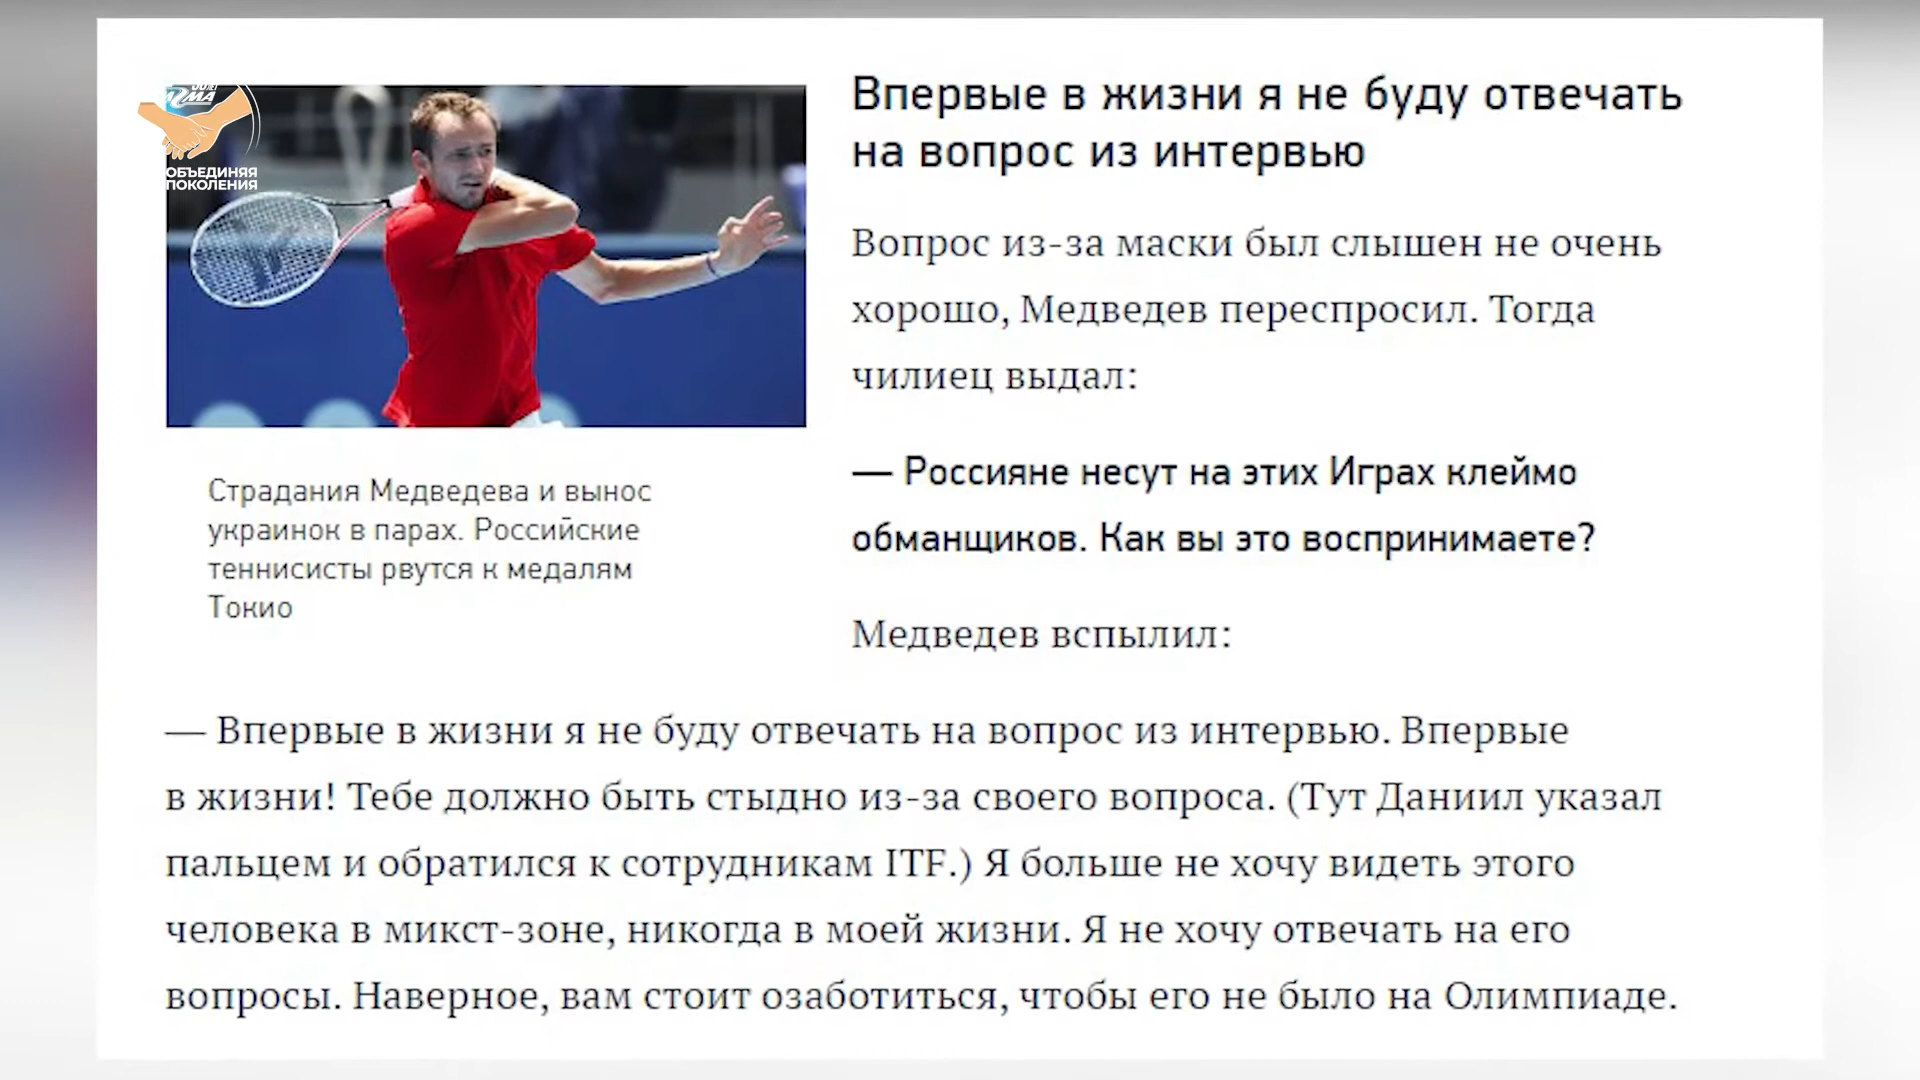 ОБЪЕДИНЯЯ
ПОКОЛЕНИЯ
Страдания Медведева и вынос
украинок в парах. Российские
теннисисты рвутся к медалям
Токио
Впервые в жизни я не буду отвечать
на вопрос из интервью
Вопрос из-за маски был слышен не очень
хорошо, Медведев переспросил. Тогда
чилиец выдал:
— Россияне несут на этих Играх клеймо
обманщиков. Как вы это воспринимаете?
Медведев вспылил:
— Впервые в жизни я не буду отвечать на вопрос из интервью. Впервые
в жизни! Тебе должно быть стыдно из-за своего вопроса. (Тут Даниил указал
пальцем и обратился к сотрудникам ITF.) Я больше не хочу видеть этого
человека в микст-зоне, никогда в моей жизни. Я не хочу отвечать на его
вопросы. Наверное, вам стоит озаботиться, чтобы его не было на Олимпиаде.